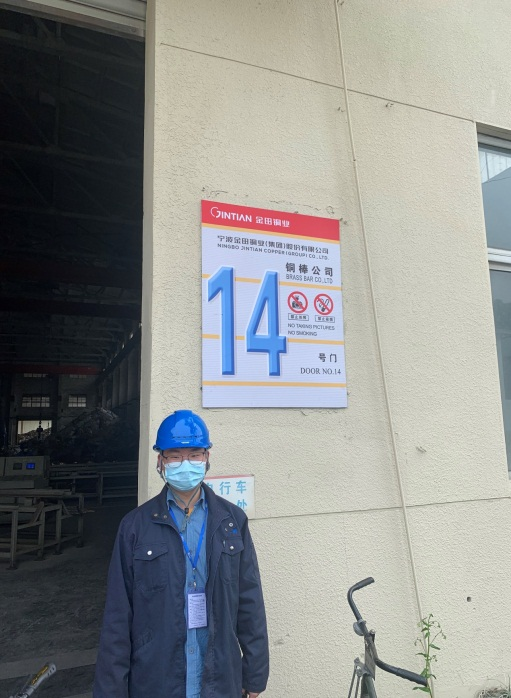 JINTIAN 金田铜业
宁波金田铜业(集团)股份有限公司
NINGBO JINTIAN COPPER (GROUP) CO., LTD.
铜棒公司
BRASS BAR CO.,LTD
14
禁止拍照 禁止吸烟
NO TAKING PICTURES
NO SMOKING
号门
DOOR NO.14
行车
处